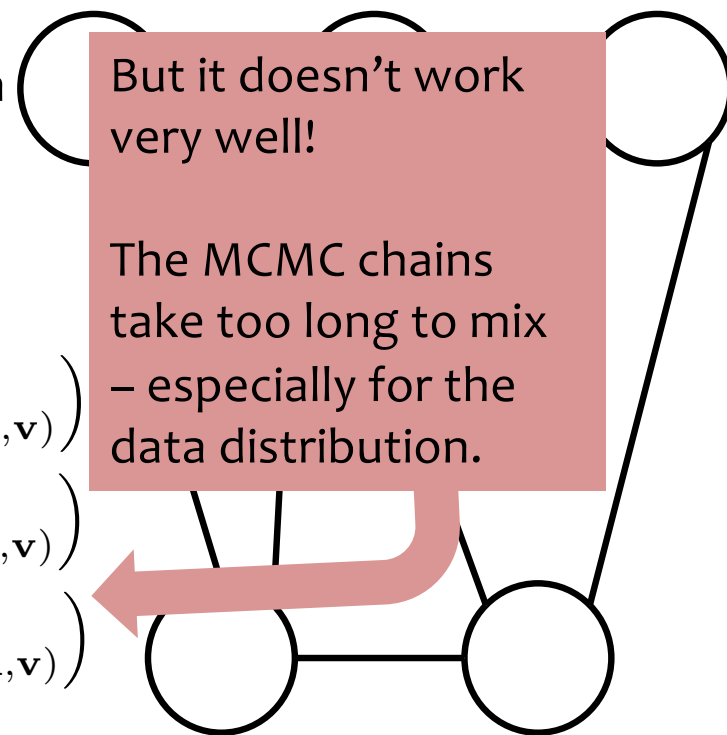 But it doesn’t work
very well!
The MCMC chains
take too long to mix
– especially for the
data distribution.
,v))
,v))
,v))